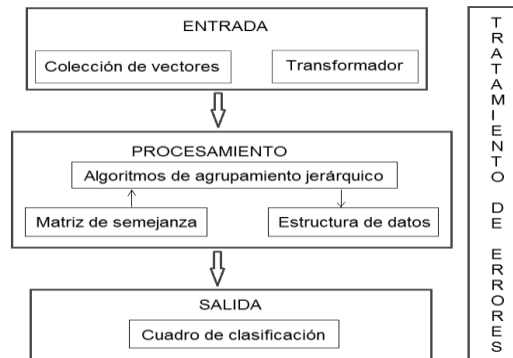 ENTRADA
Colección de vectores
Transformador
PROCESAMIENTO
Algoritmos de agrupamiento jerárquico
Matriz de semejanza
Estructura de datos
SALIDA
Cuadro de clasificación
TRATAMIENTO DE ERRORES